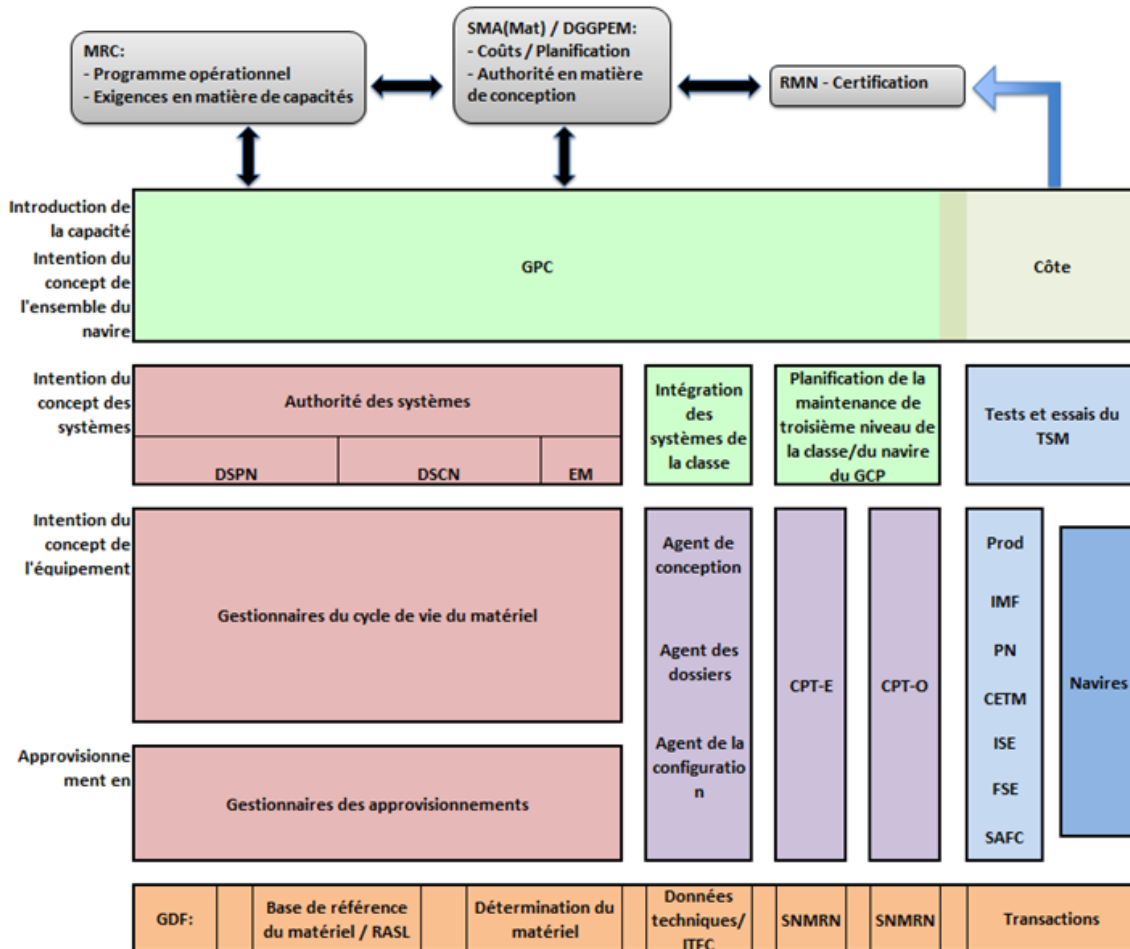 MRC:
- Programme opérationnel
- Exigences en matière de capacités
SMA(Mat) / DGGPEM:
- Coûts / Planification
- Authorité en matière
de conception
RMN - Certification
Introduction de
la capacité
Intention du
concept de
l'ensemble du
navire
GPC
Côte
Intention du
concept des
systèmes
Authorité des systèmes
DSPN
DSCN
EM
Intégration
des
systèmes de
la classe
Planification de la
maintenance de
troisième niveau de
la classe/du navire
du GCP
Tests et essais du
TSM
Intention du
concept de
l'équipement
Gestionnaires du cycle de vie du matériel
Agent de
conception
Agent des
dossiers
Agent de la
configuratio
n
CPT-E
CPT-O
Prod
IMF
PN
CETM
ISE
FSE
SAFC
Navires
Approvisionne
ment en
Gestionnaires des approvisionnements
GDF:
Base de référence
du matériel / RASL
Détermination du
matériel
Données
techniques/
ITFC
SNMRN
SNMRN
Transactions